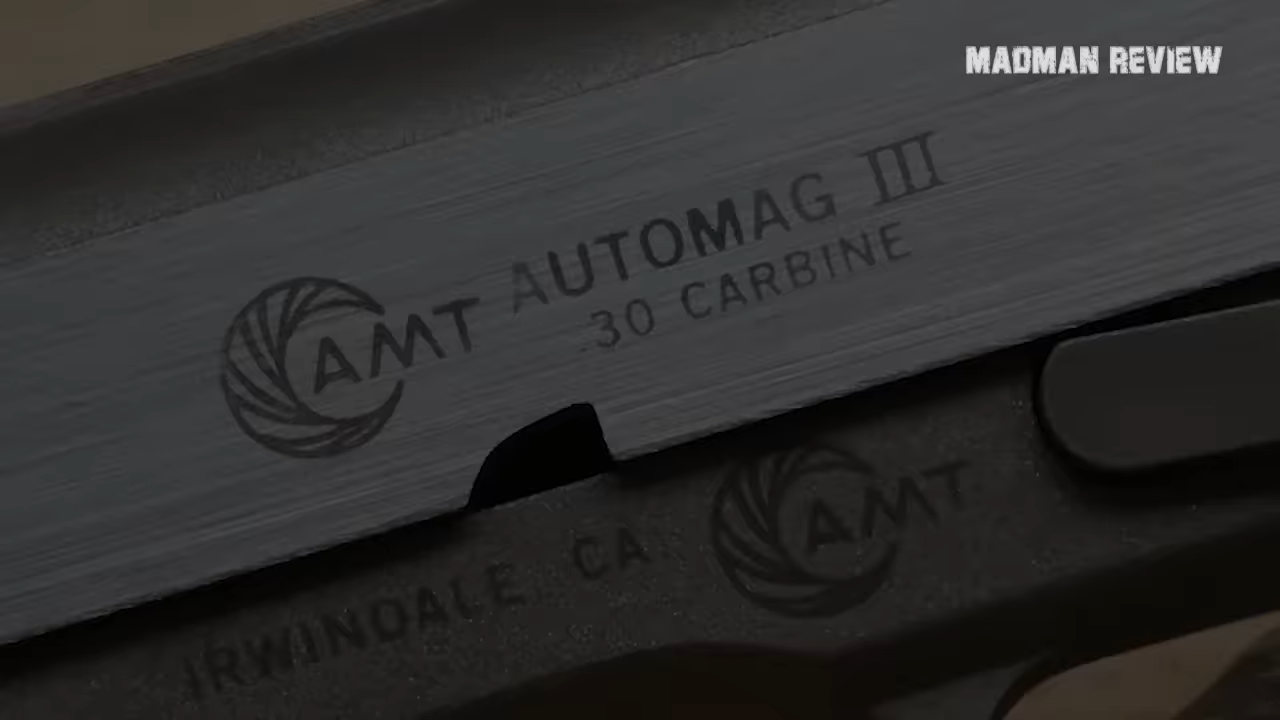 MADMAN REVIEW
AMT AUTOMAG III
.30 CARBINE
IRWINDALE CA. AMT